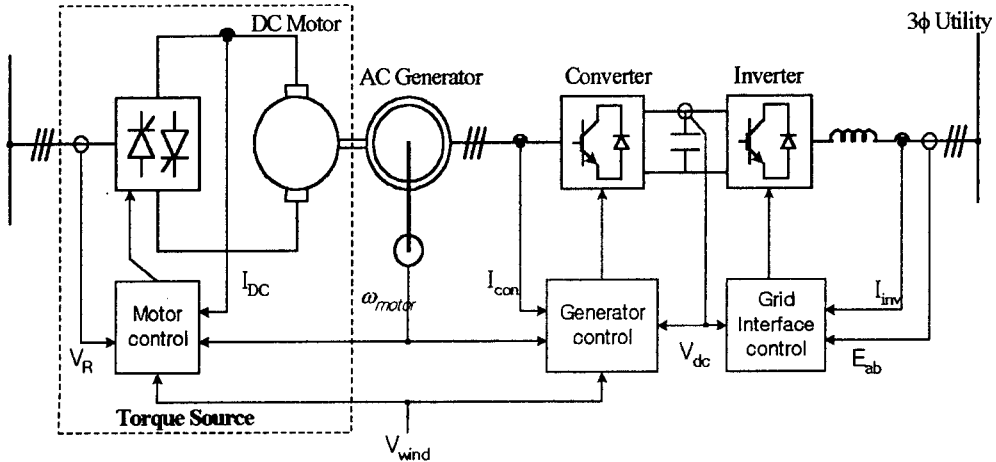 3ϕ Utility
DC Motor
AC Generator
Converter
Inverter
I_DC
ω_motor
I_con
I_inv
Motor
control
Generator
control
Grid
Interface
control
V_R
V_dc
E_ab
Torque Source
V_wind